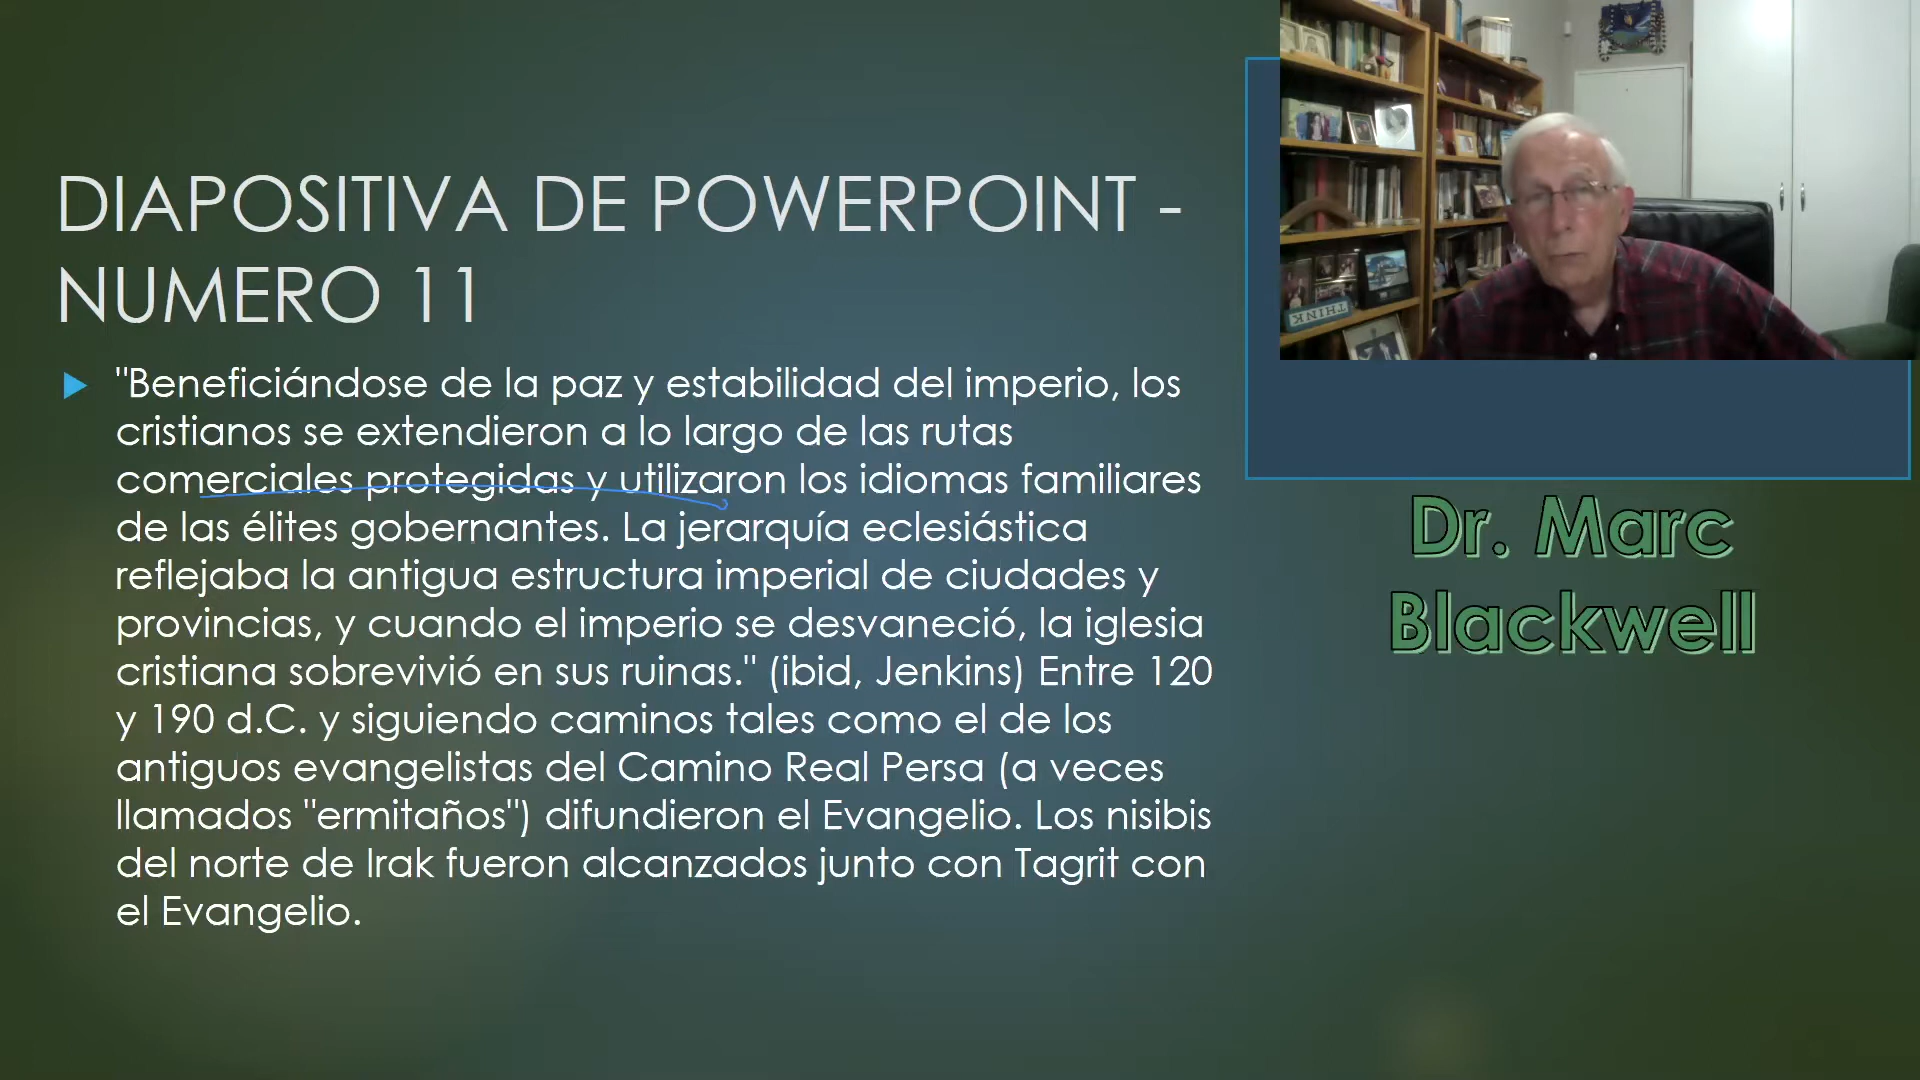 DIAPOSITIVA DE POWERPOINT -
NUMERO 11
"Beneficiándose de la paz y estabilidad del imperio, los
cristianos se extendieron a lo largo de las rutas
comerciales protegidas y utilizaron los idiomas familiares
de las élites gobernantes. La jerarquía eclesiástica
reflejaba la antigua estructura imperial de ciudades y
provincias, y cuando el imperio se desvaneció, la iglesia
cristiana sobrevivió en sus ruinas." (ibid, Jenkins) Entre 120
y 190 d.C. y siguiendo caminos tales como el de los
antiguos evangelistas del Camino Real Persa (a veces
llamados "ermitaños") difundieron el Evangelio. Los nisibis
del norte de Irak fueron alcanzados junto con Tagrit con
el Evangelio.
THINK
Dr. Marc
Blackwell